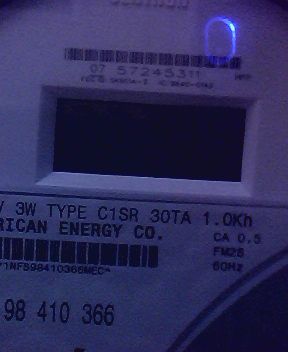 07 57245311
V 3W TYPE C1SR 30TA 1.0Kh
RICAN ENERGY CO.
CA 0.5
FM2S
60Hz
98 410 366